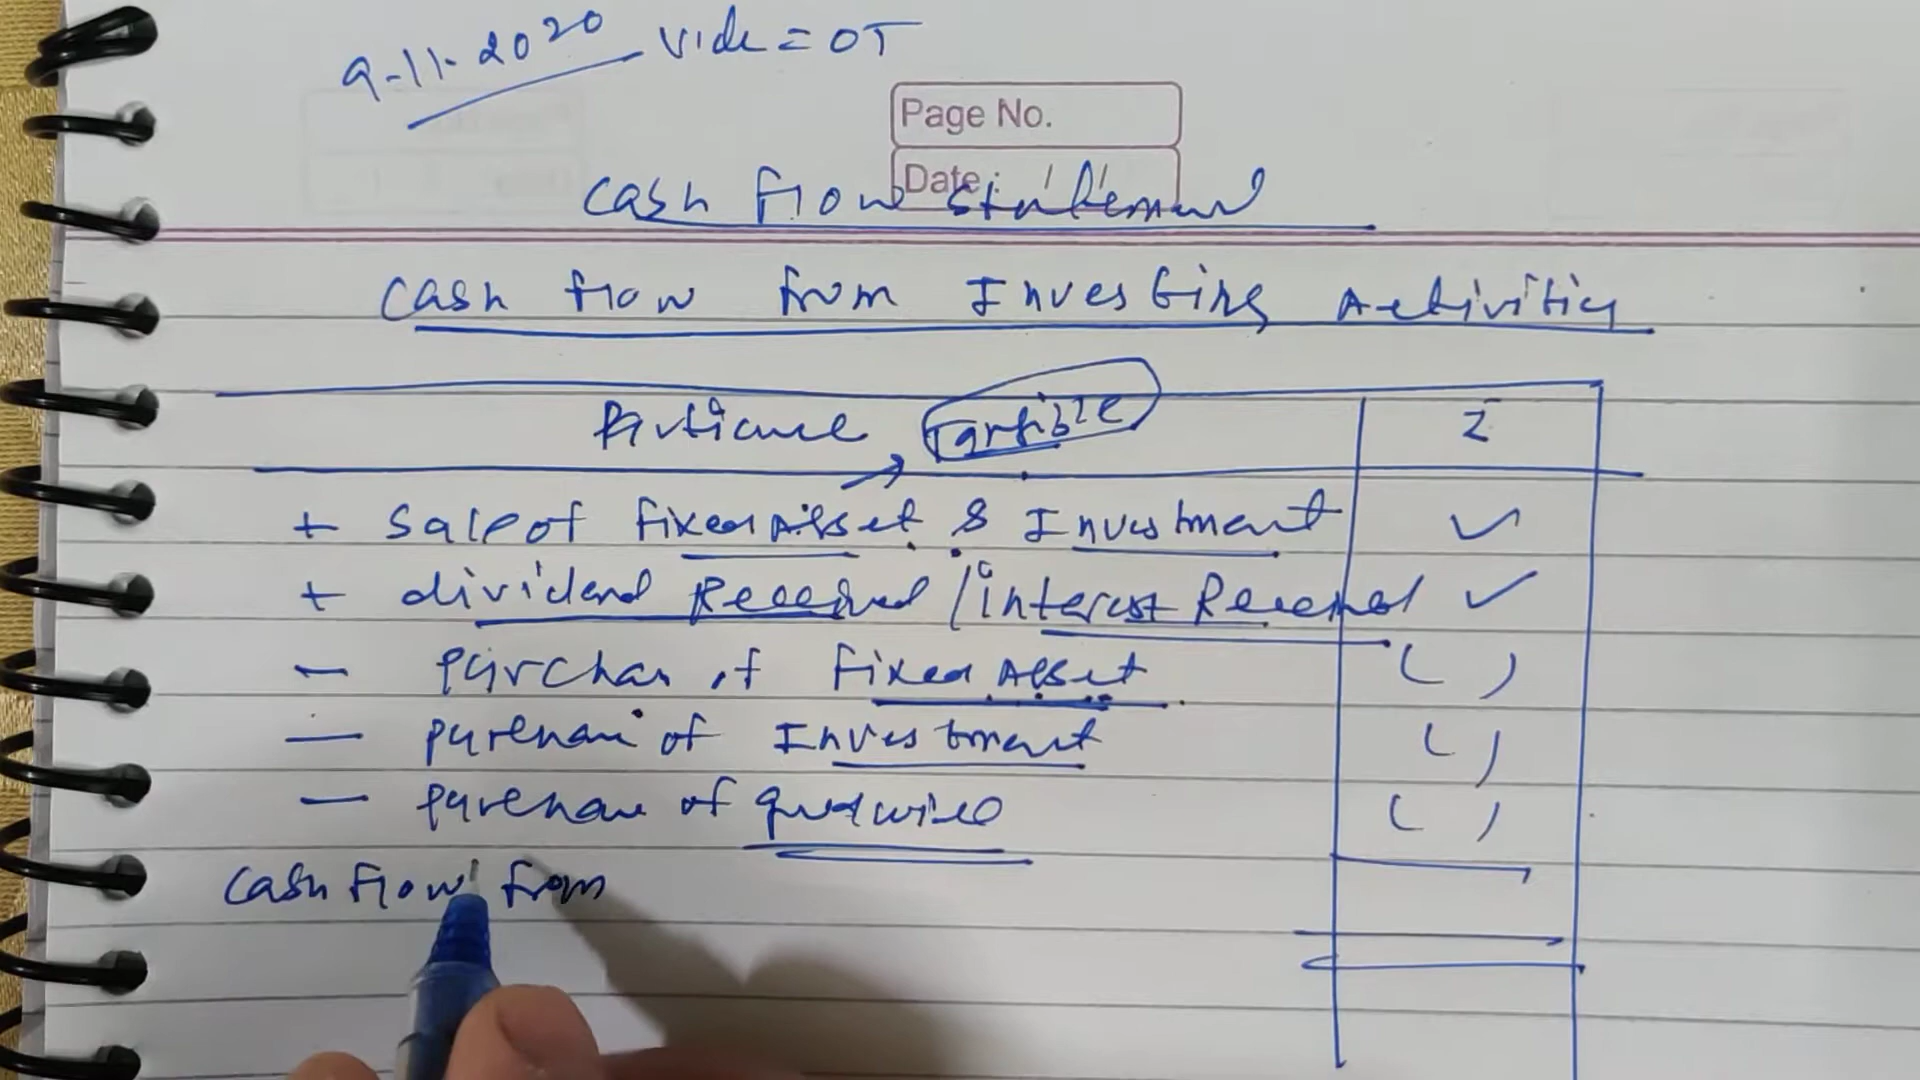 9-11-2020 Vide = 07
Page No.
Date : / /
Cash flow statement
Cash flow from Investing Activities
Particular Tangible ₹
+ Sale of fixed Asset & Investment ✓
+ dividend Received / interest Received ✓
- purchase of fixed Asset ( )
- purchase of Investment ( )
- purchase of goodwill ( )
Cash flow from